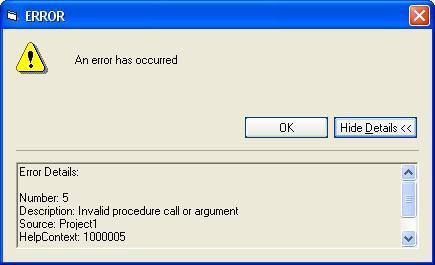 ERROR
An error has occurred
OK
Hide Details <<
Error Details:
Number: 5
Description: Invalid procedure call or argument
Source: Project1
HelpContext: 1000005